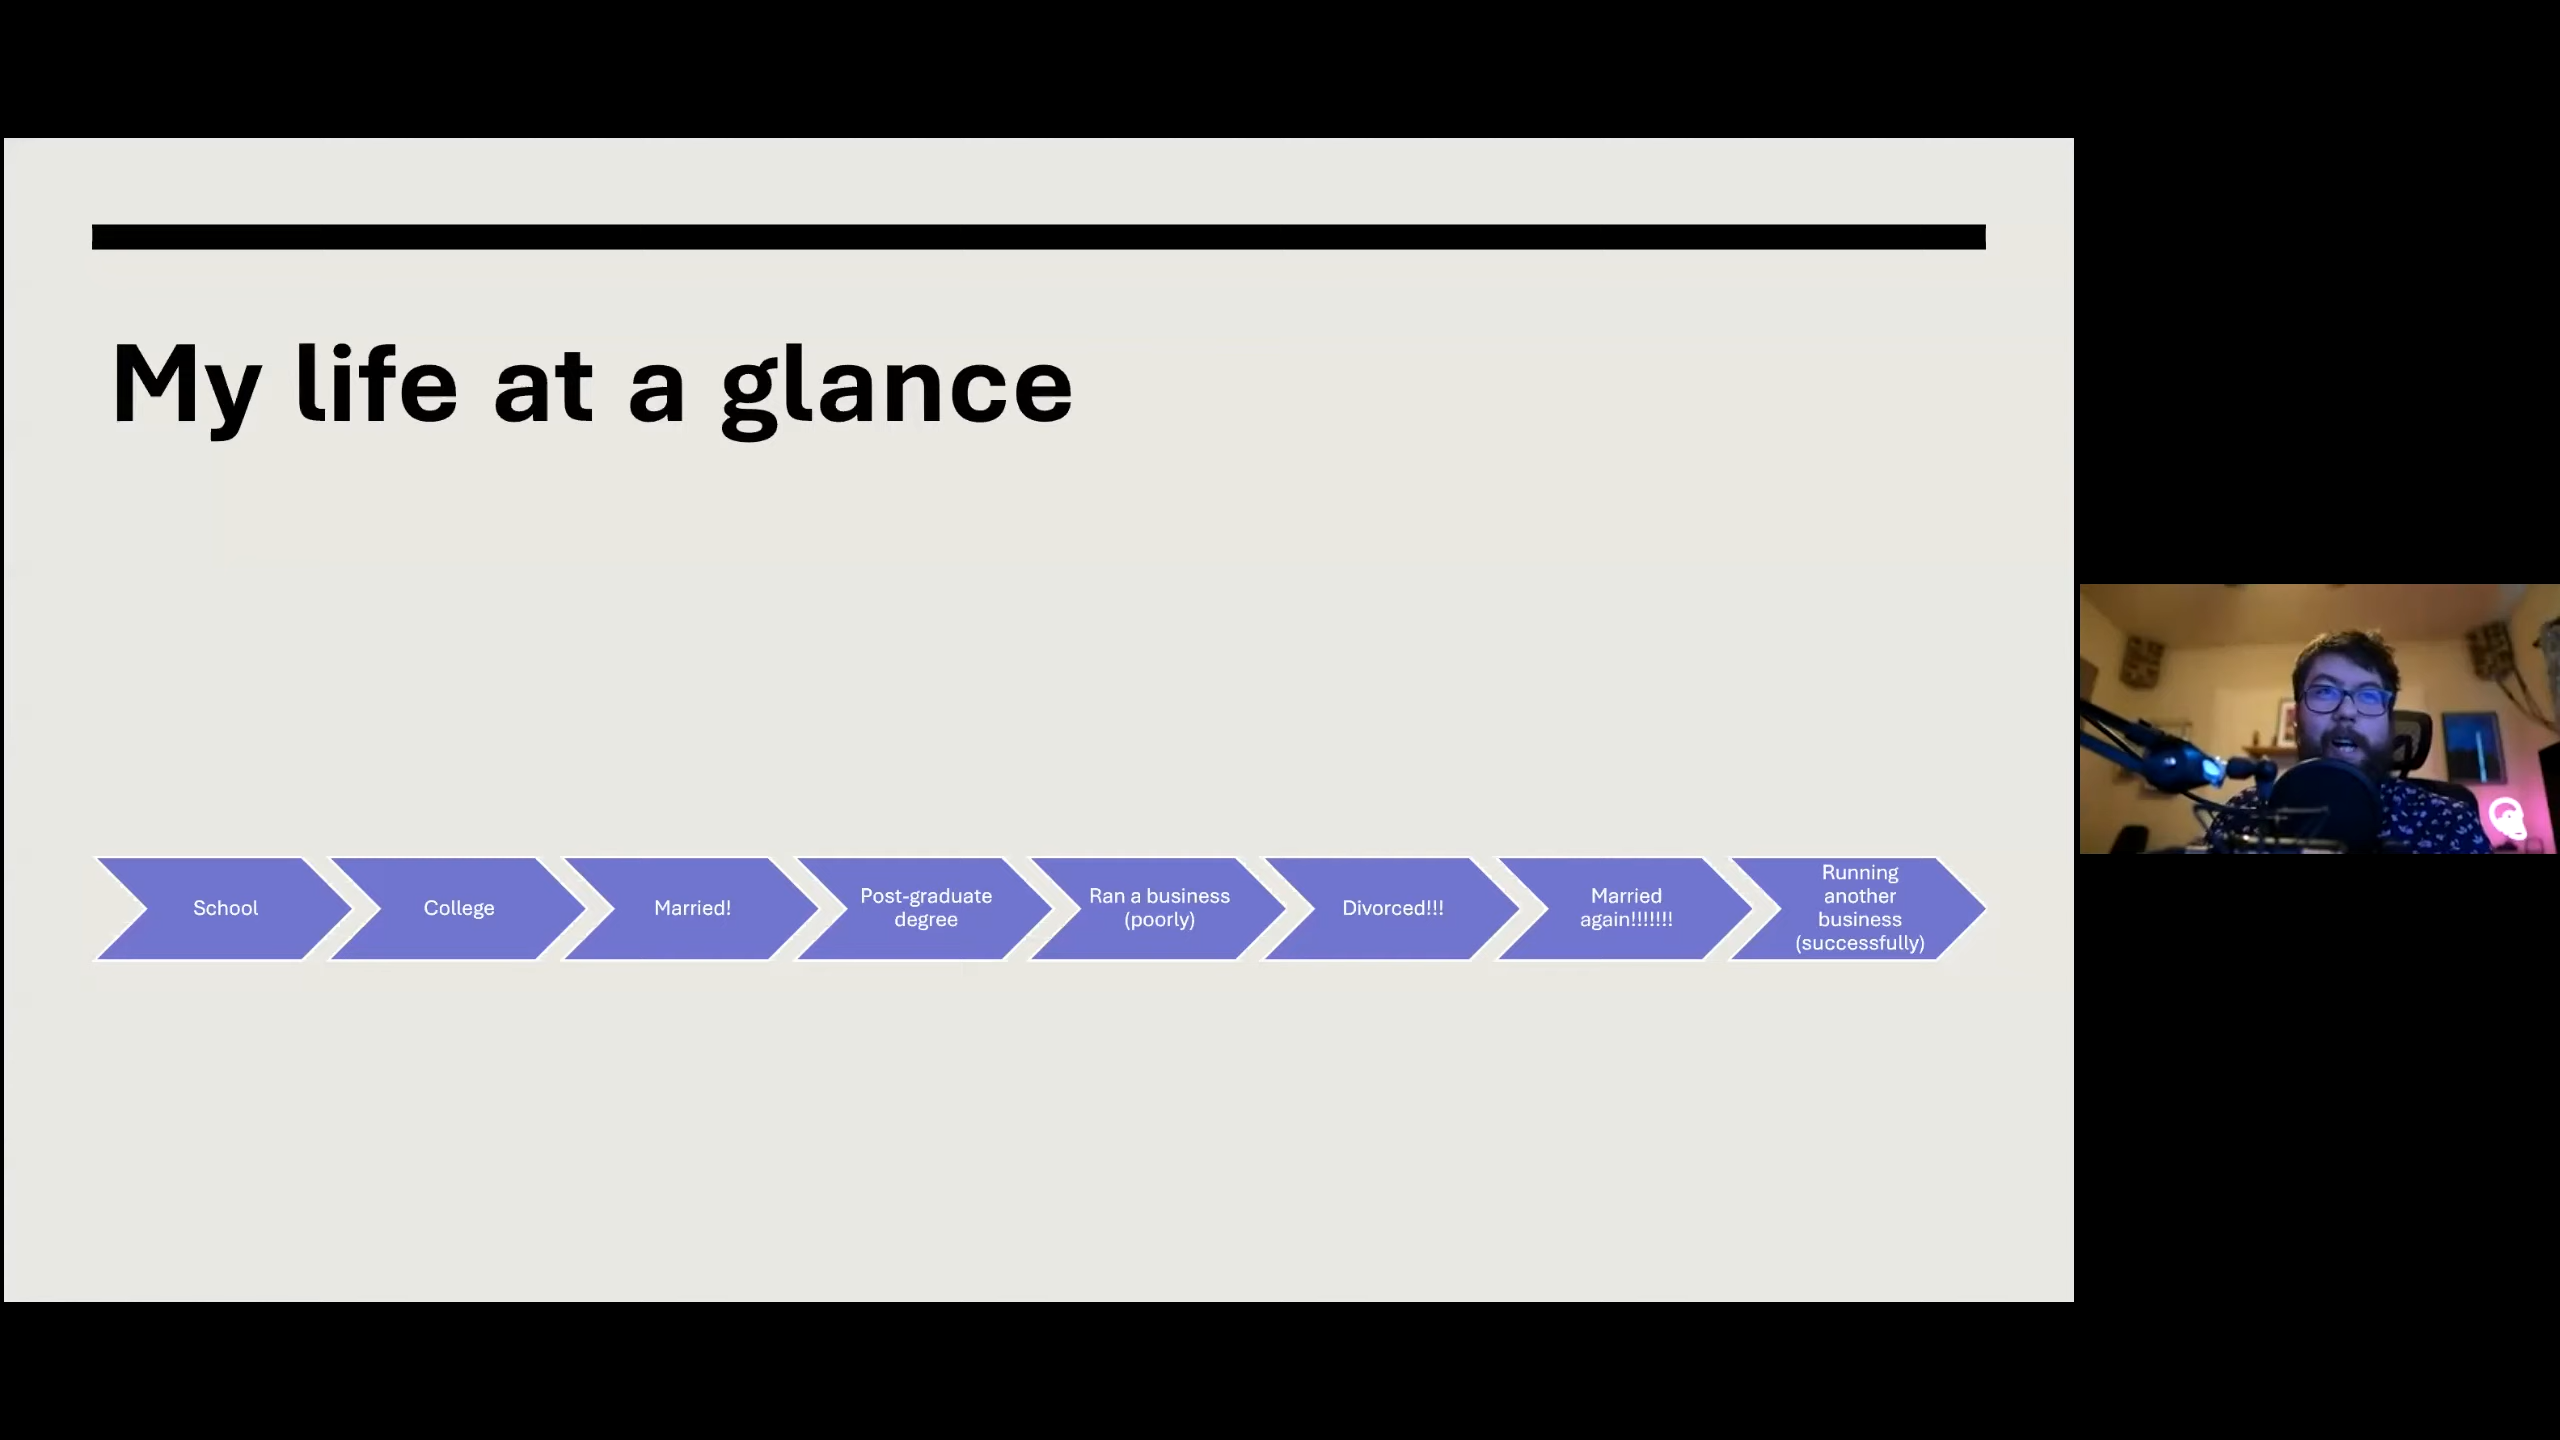 My life at a glance
School
College
Married!
Post-graduate
degree
Ran a business
(poorly)
Divorced!!!
Married
again!!!!!!!
Running
another
business
(successfully)